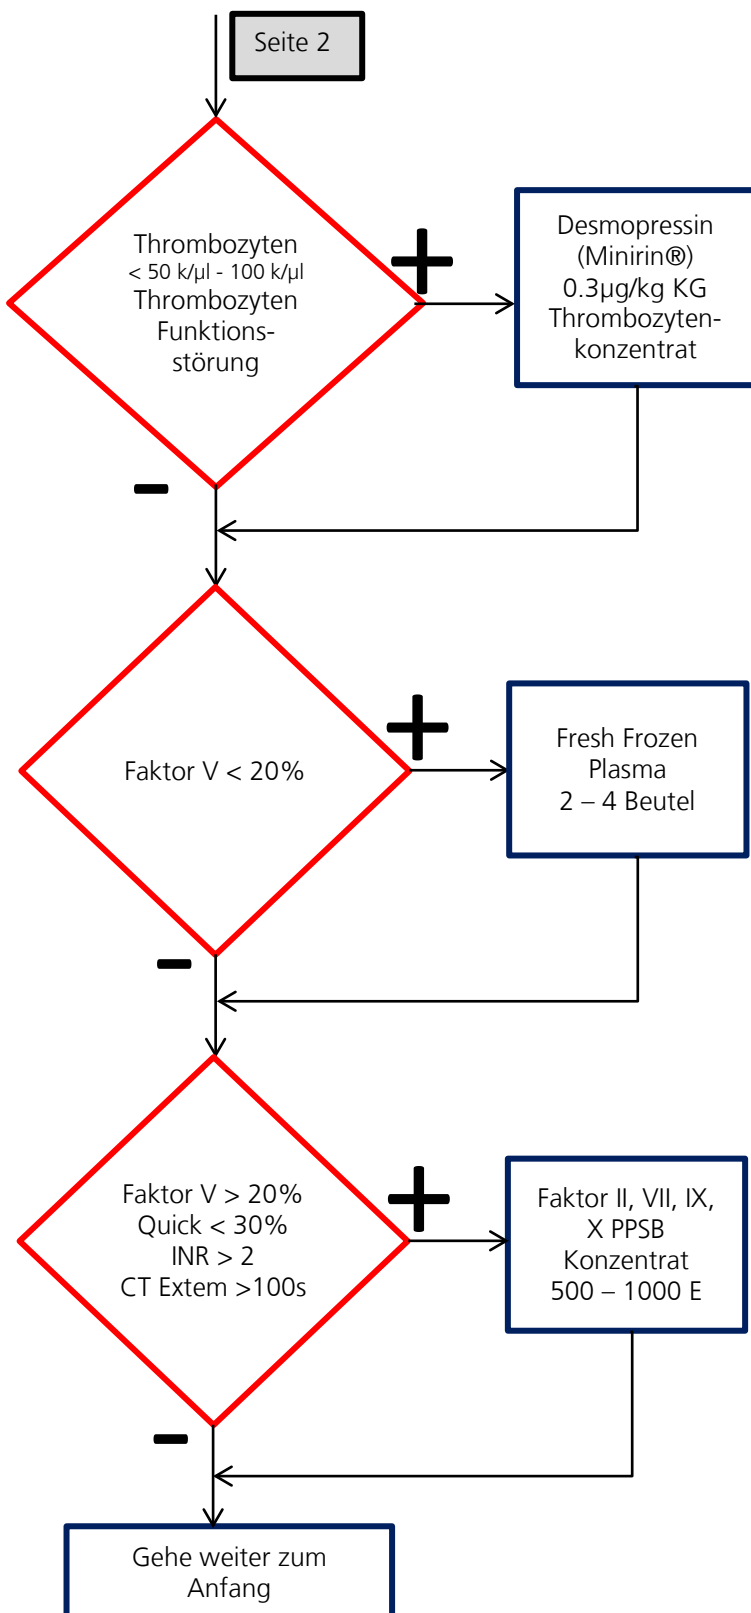 Seite 2
Thrombozyten
< 50 k/µl - 100 k/µl
Thrombozyten
Funktions-
störung
+
Desmopressin
(Minirin®)
0.3µg/kg KG
Thrombozyten-
konzentrat
-
Faktor V < 20%
+
Fresh Frozen
Plasma
2 – 4 Beutel
-
Faktor V > 20%
Quick < 30%
INR > 2
CT Extem >100s
+
Faktor II, VII, IX,
X PPSB
Konzentrat
500 – 1000 E
-
Gehe weiter zum
Anfang